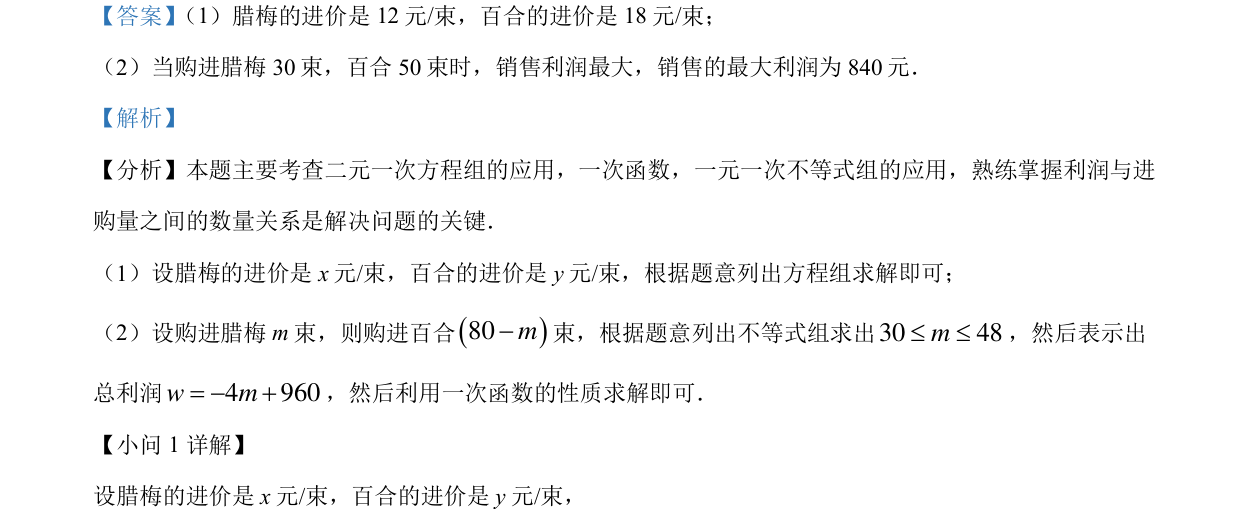 【答案】（1）腊梅的进价是 12 元/束，百合的进价是 18 元/束；
（2）当购进腊梅 30 束，百合 50 束时，销售利润最大，销售的最大利润为 840 元．
【解析】
【分析】本题主要考查二元一次方程组的应用，一次函数，一元一次不等式组的应用，熟练掌握利润与进
购量之间的数量关系是解决问题的关键．
（1）设腊梅的进价是 x 元/束，百合的进价是 y 元/束，根据题意列出方程组求解即可；
（2）设购进腊梅 m 束，则购进百合(80−m)束，根据题意列出不等式组求出30≤m≤48，然后表示出
总利润w=−4m+960，然后利用一次函数的性质求解即可．
【小问 1 详解】
设腊梅的进价是 x 元/束，百合的进价是 y 元/束，